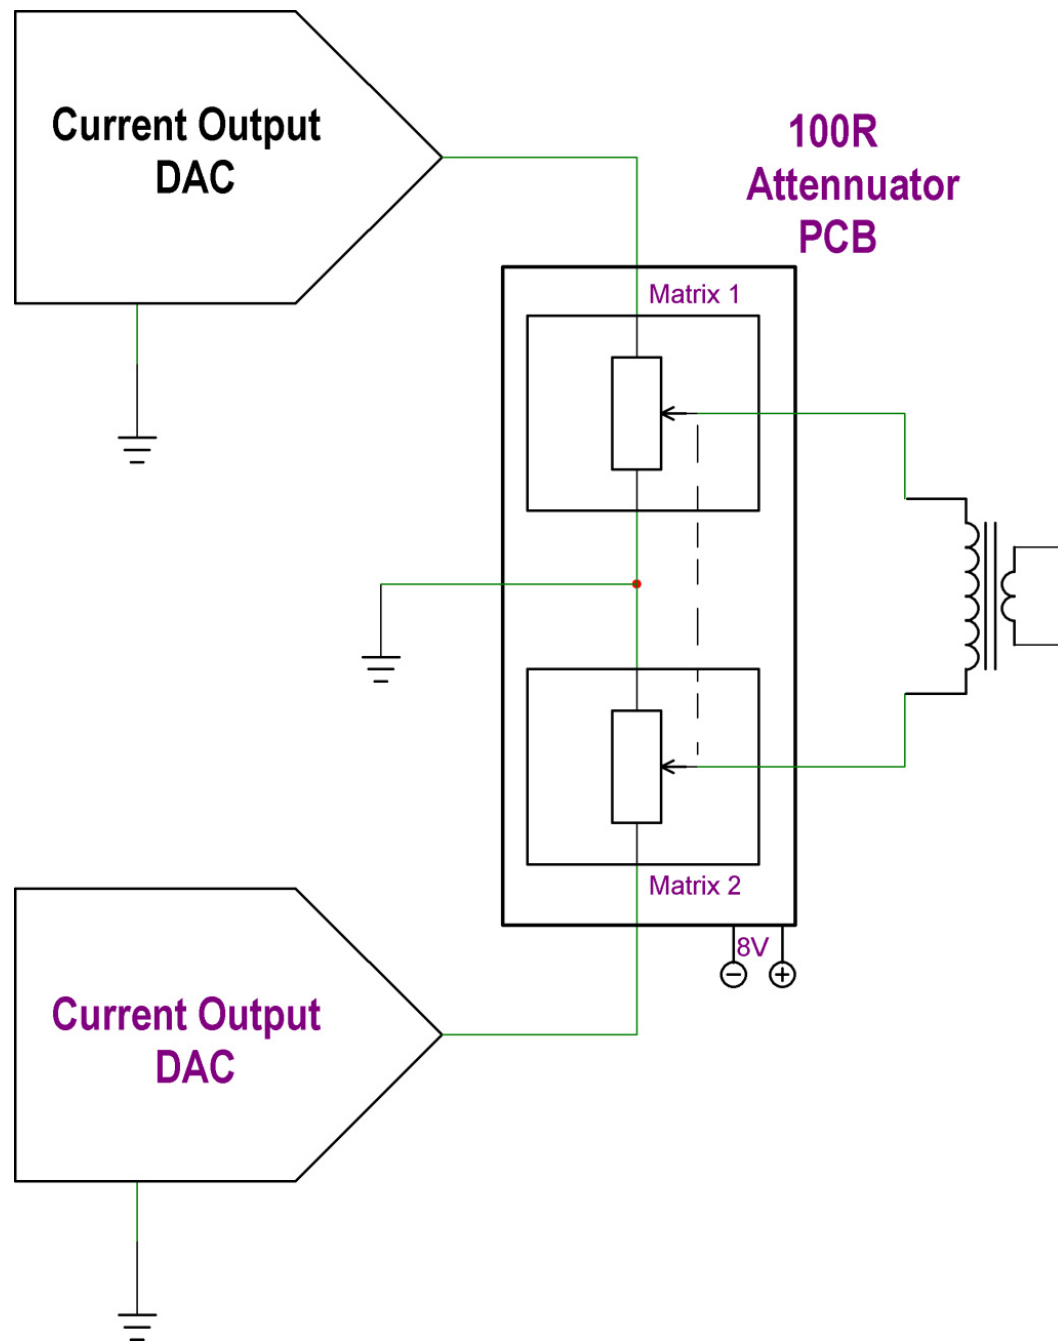 Current Output
DAC
100R
Attennuator
PCB
Matrix 1
Matrix 2
8V
− +
Current Output
DAC